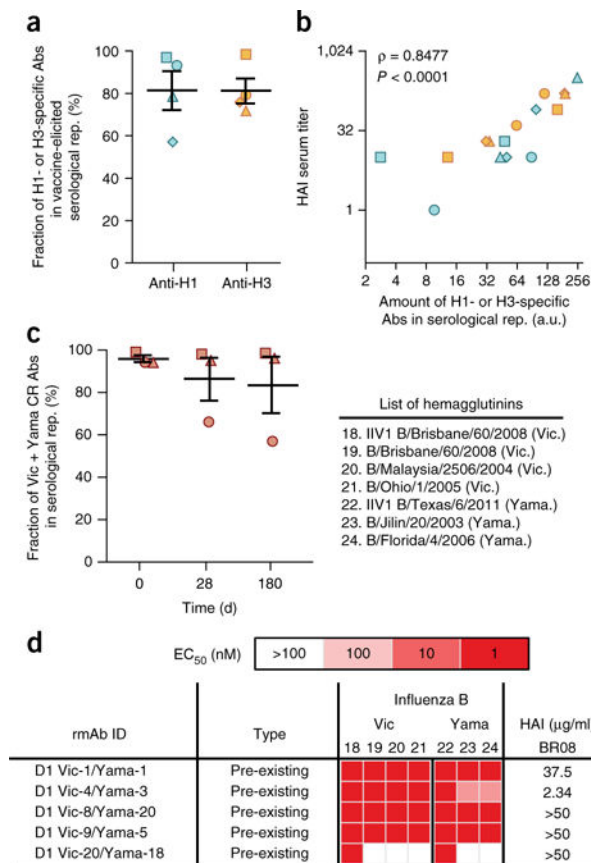 a
Fraction of H1- or H3-specific Abs
in vaccine-elicited
serological rep. (%)
100
80
60
40
20
0
Anti-H1
Anti-H3
b
ρ = 0.8477
P < 0.0001
HAI serum titer
1,024
32
1
2 4 8 16 32 64 128 256
Amount of H1- or H3-specific
Abs in serological rep. (a.u.)
c
Fraction of Vic + Yama CR Abs
in serological rep. (%)
100
80
60
40
20
0
0 28 180
Time (d)
List of hemagglutinins
18. IIV1 B/Brisbane/60/2008 (Vic.)
19. B/Brisbane/60/2008 (Vic.)
20. B/Malaysia/2506/2004 (Vic.)
21. B/Ohio/1/2005 (Vic.)
22. IIV1 B/Texas/6/2011 (Yama.)
23. B/Jilin/20/2003 (Yama.)
24. B/Florida/4/2006 (Yama.)
d
EC50 (nM) >100 100 10 1
Influenza B
rmAb ID Type Vic Yama HAI (μg/ml)
18 19 20 21 22 23 24 BR08
D1 Vic-1/Yama-1 Pre-existing 37.5
D1 Vic-4/Yama-3 Pre-existing 2.34
D1 Vic-8/Yama-20 Pre-existing >50
D1 Vic-9/Yama-5 Pre-existing >50
D1 Vic-20/Yama-18 Pre-existing >50